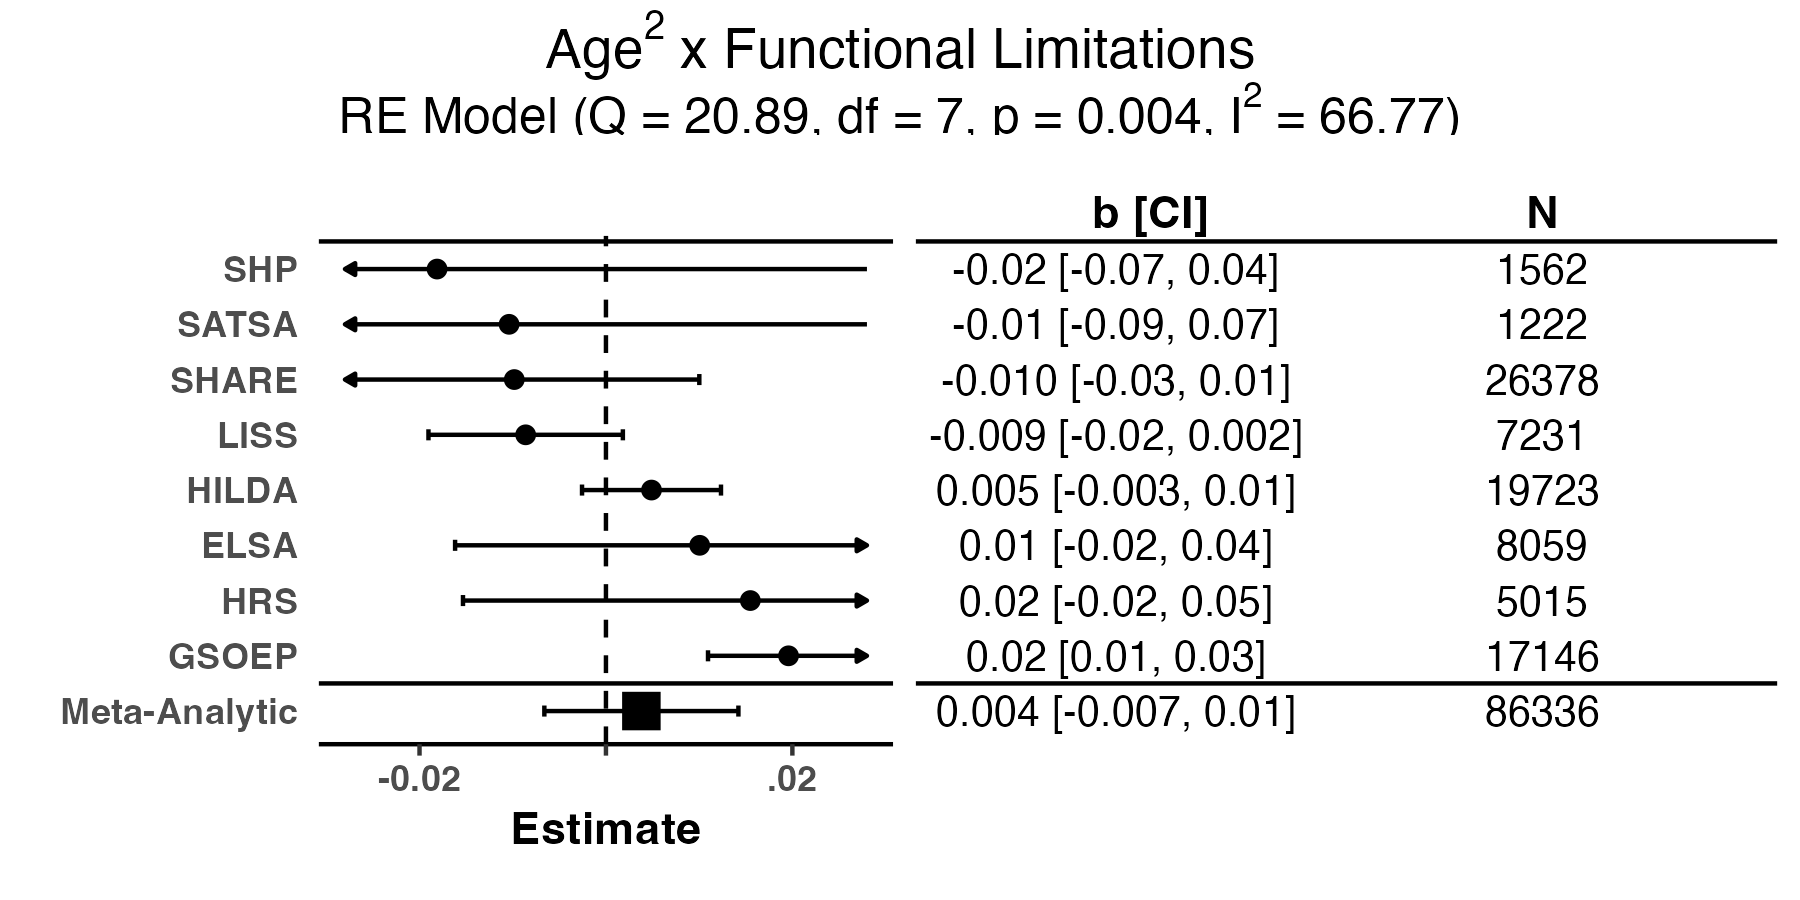 Age² x Functional Limitations
RE Model (Q = 20.89, df = 7, p = 0.004, I² = 66.77)
b [CI] N
SHP -0.02 [-0.07, 0.04] 1562
SATSA -0.01 [-0.09, 0.07] 1222
SHARE -0.010 [-0.03, 0.01] 26378
LISS -0.009 [-0.02, 0.002] 7231
HILDA 0.005 [-0.003, 0.01] 19723
ELSA 0.01 [-0.02, 0.04] 8059
HRS 0.02 [-0.02, 0.05] 5015
GSOEP 0.02 [0.01, 0.03] 17146
Meta-Analytic 0.004 [-0.007, 0.01] 86336
-0.02 .02
Estimate